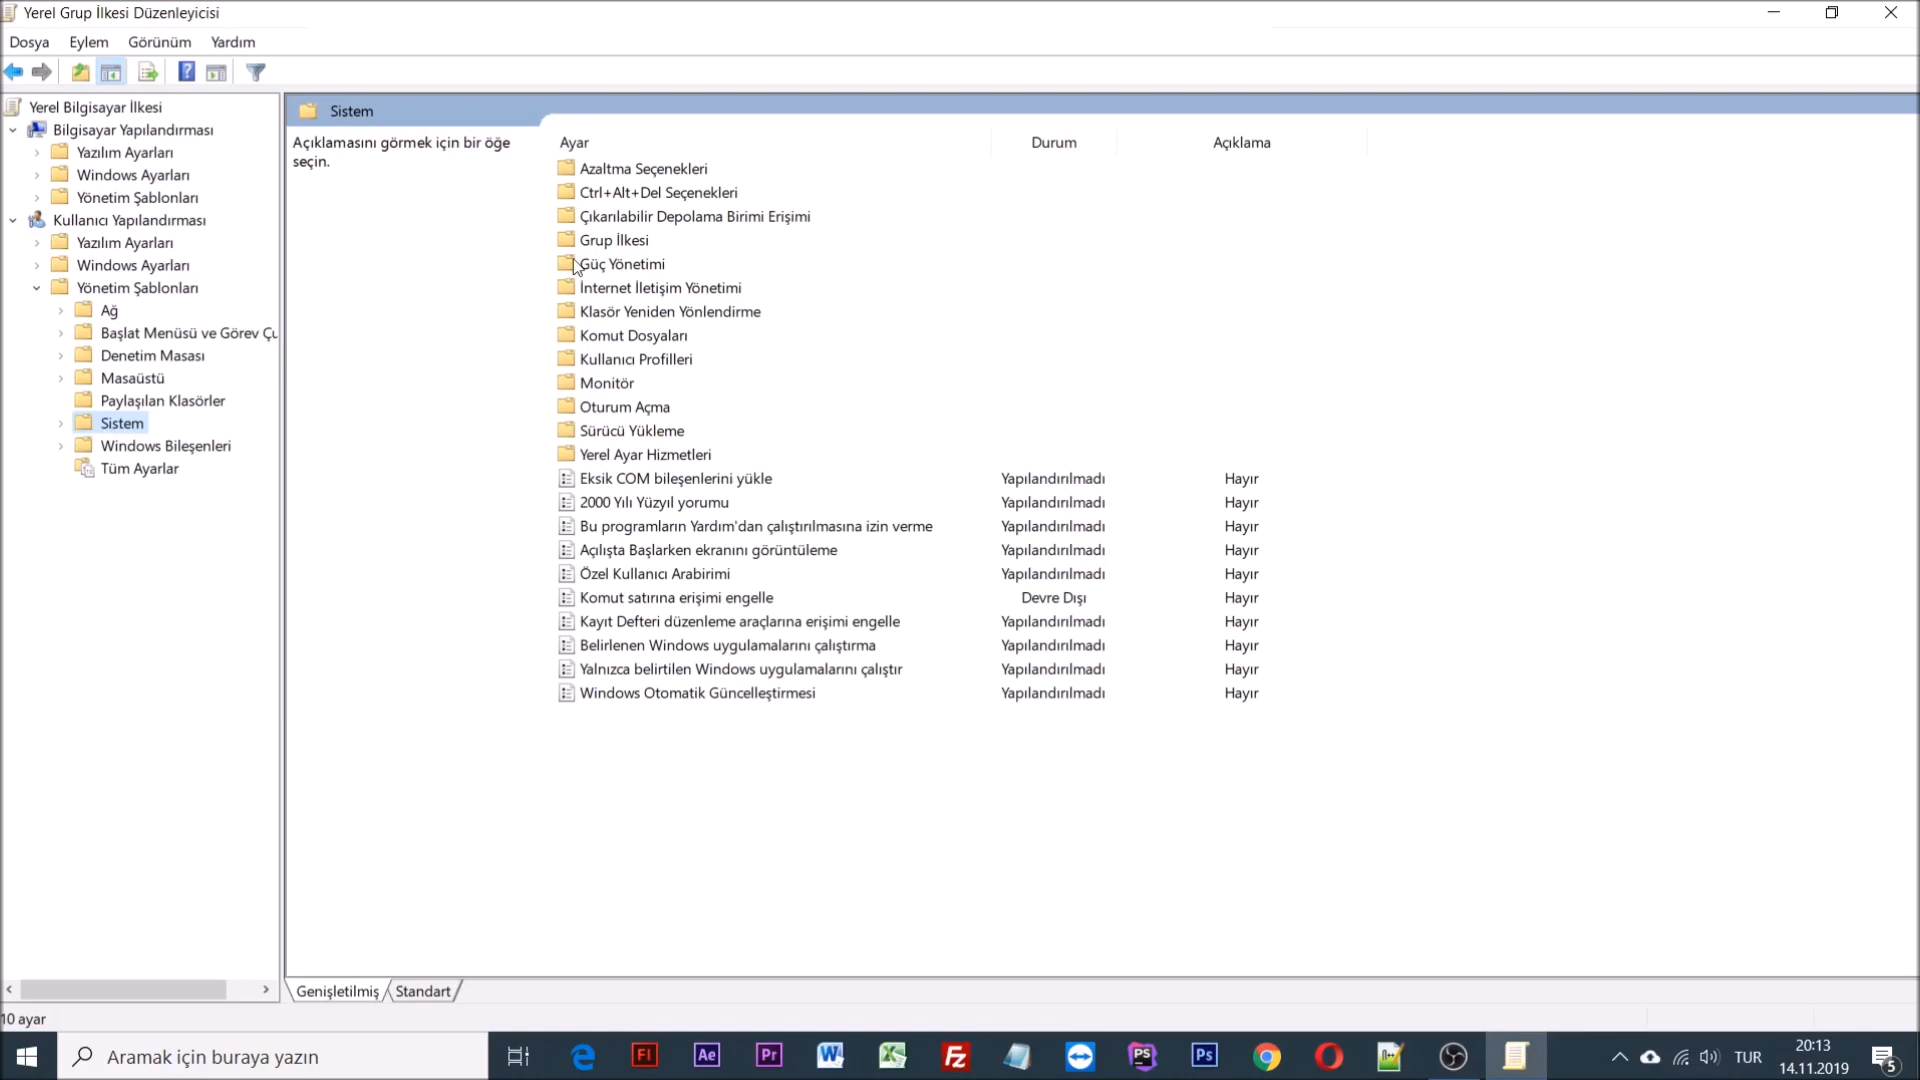 Yerel Grup İlkesi Düzenleyicisi
Dosya Eylem Görünüm Yardım
Yerel Bilgisayar İlkesi
Bilgisayar Yapılandırması
Yazılım Ayarları
Windows Ayarları
Yönetim Şablonları
Kullanıcı Yapılandırması
Yazılım Ayarları
Windows Ayarları
Yönetim Şablonları
Ağ
Başlat Menüsü ve Görev Çu
Denetim Masası
Masaüstü
Paylaşılan Klasörler
Sistem
Windows Bileşenleri
Tüm Ayarlar
Sistem
Açıklamasını görmek için bir öğe
seçin.
Ayar Durum Açıklama
Azaltma Seçenekleri
Ctrl+Alt+Del Seçenekleri
Çıkarılabilir Depolama Birimi Erişimi
Grup İlkesi
Güç Yönetimi
İnternet İletişim Yönetimi
Klasör Yeniden Yönlendirme
Komut Dosyaları
Kullanıcı Profilleri
Monitör
Oturum Açma
Sürücü Yükleme
Yerel Ayar Hizmetleri
Eksik COM bileşenlerini yükle Yapılandırılmadı Hayır
2000 Yılı Yüzyıl yorumu Yapılandırılmadı Hayır
Bu programların Yardım'dan çalıştırılmasına izin verme Yapılandırılmadı Hayır
Açılışta Başlarken ekranını görüntüleme Yapılandırılmadı Hayır
Özel Kullanıcı Arabirimi Yapılandırılmadı Hayır
Komut satırına erişimi engelle Devre Dışı Hayır
Kayıt Defteri düzenleme araçlarına erişimi engelle Yapılandırılmadı Hayır
Belirlenen Windows uygulamalarını çalıştırma Yapılandırılmadı Hayır
Yalnızca belirtilen Windows uygulamalarını çalıştır Yapılandırılmadı Hayır
Windows Otomatik Güncelleştirmesi Yapılandırılmadı Hayır
Genişletilmiş Standart
10 ayar
Aramak için buraya yazın
Fl Ae Pr W X Fz PS Ps
TUR
20:13
14.11.2019
5